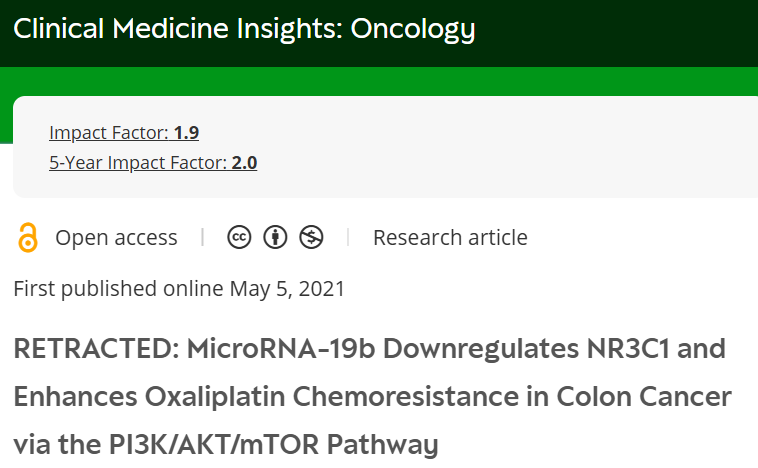 Clinical Medicine Insights: Oncology
Impact Factor: 1.9
5-Year Impact Factor: 2.0
Open access | cc | Research article
First published online May 5, 2021
RETRACTED: MicroRNA-19b Downregulates NR3C1 and
Enhances Oxaliplatin Chemoresistance in Colon Cancer
via the PI3K/AKT/mTOR Pathway